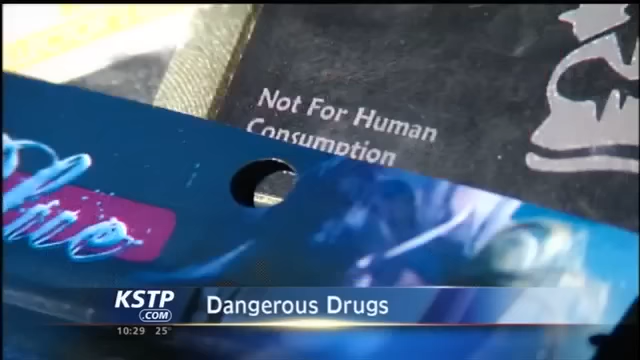 Not For Human
Consumption
KSTP
.COM
Dangerous Drugs
10:29 25°